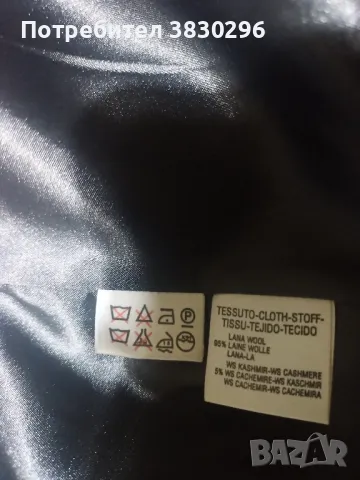 Потребител 3830296
TESSUTO-CLOTH-STOFF-
TISSU-TEJIDO-TECIDO
LANA WOOL
95% LAINE WOLLE
LANA-LA
WS KASHMIR-WS CASHMERE
5% WS CACHEMIRE-WS KASCHMIR
WS CACHEMIR-WS CACHEMIRA
BAZAR